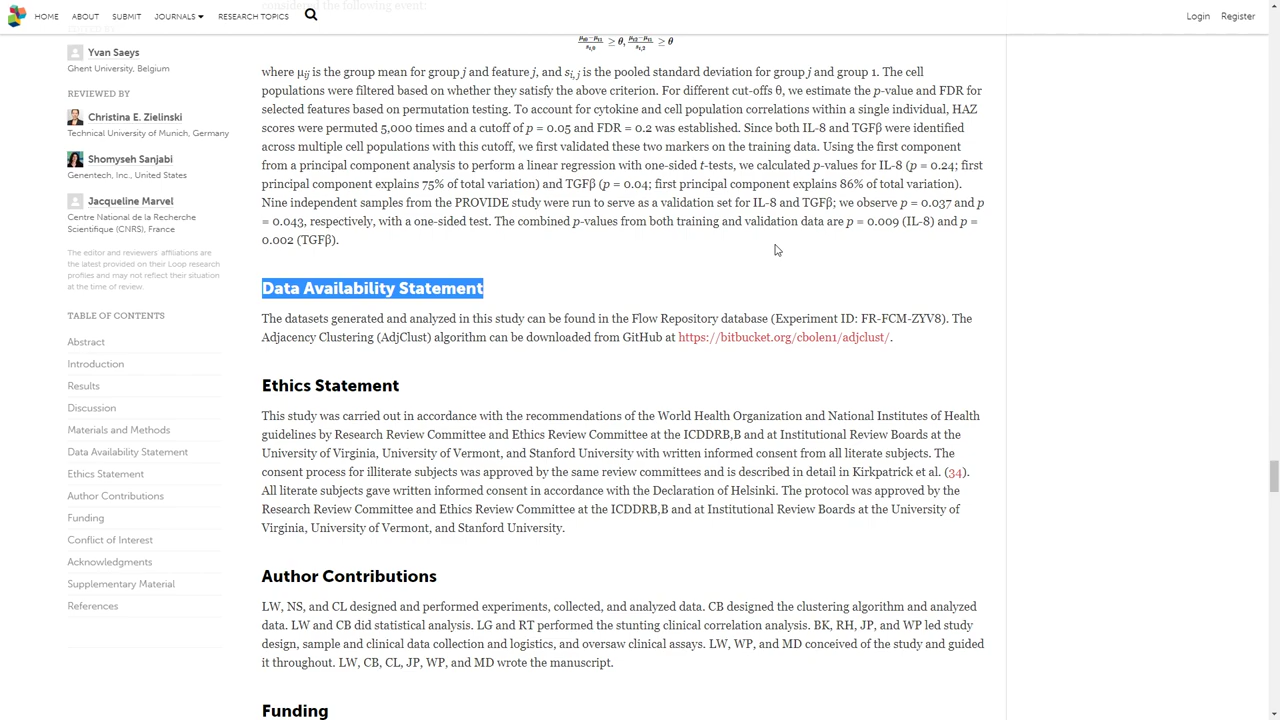 HOME ABOUT SUBMIT JOURNALS RESEARCH TOPICS Login Register
considered the following event:
Yvan Saeys
Ghent University, Belgium
REVIEWED BY
Christina E. Zielinski
Technical University of Munich, Germany
Shomyseh Sanjabi
Genentech, Inc., United States
Jacqueline Marvel
Centre National de la Recherche
Scientifique (CNRS), France
The editor and reviewers' affiliations are
the latest provided on their Loop research
profiles and may not reflect their situation
at the time of review.
TABLE OF CONTENTS
Abstract
Introduction
Results
Discussion
Materials and Methods
Data Availability Statement
Ethics Statement
Author Contributions
Funding
Conflict of Interest
Acknowledgments
Supplementary Material
References
≥ θ, ≥ θ
where μij is the group mean for group j and feature j, and si, j is the pooled standard deviation for group j and group 1. The cell
populations were filtered based on whether they satisfy the above criterion. For different cut-offs θ, we estimate the p-value and FDR for
selected features based on permutation testing. To account for cytokine and cell population correlations within a single individual, HAZ
scores were permuted 5,000 times and a cutoff of p = 0.05 and FDR = 0.2 was established. Since both IL-8 and TGFβ were identified
across multiple cell populations with this cutoff, we first validated these two markers on the training data. Using the first component
from a principal component analysis to perform a linear regression with one-sided t-tests, we calculated p-values for IL-8 (p = 0.24; first
principal component explains 75% of total variation) and TGFβ (p = 0.04; first principal component explains 86% of total variation).
Nine independent samples from the PROVIDE study were run to serve as a validation set for IL-8 and TGFβ; we observe p = 0.037 and p
= 0.043, respectively, with a one-sided test. The combined p-values from both training and validation data are p = 0.009 (IL-8) and p =
0.002 (TGFβ).
Data Availability Statement
The datasets generated and analyzed in this study can be found in the Flow Repository database (Experiment ID: FR-FCM-ZYV8). The
Adjacency Clustering (AdjClust) algorithm can be downloaded from GitHub at https://bitbucket.org/cbolen1/adjclust/.
Ethics Statement
This study was carried out in accordance with the recommendations of the World Health Organization and National Institutes of Health
guidelines by Research Review Committee and Ethics Review Committee at the ICDDRB,B and at Institutional Review Boards at the
University of Virginia, University of Vermont, and Stanford University with written informed consent from all literate subjects. The
consent process for illiterate subjects was approved by the same review committees and is described in detail in Kirkpatrick et al. (34).
All literate subjects gave written informed consent in accordance with the Declaration of Helsinki. The protocol was approved by the
Research Review Committee and Ethics Review Committee at the ICDDRB,B and at Institutional Review Boards at the University of
Virginia, University of Vermont, and Stanford University.
Author Contributions
LW, NS, and CL designed and performed experiments, collected, and analyzed data. CB designed the clustering algorithm and analyzed
data. LW and CB did statistical analysis. LG and RT performed the stunting clinical correlation analysis. BK, RH, JP, and WP led study
design, sample and clinical data collection and logistics, and oversaw clinical assays. LW, WP, and MD conceived of the study and guided
it throughout. LW, CB, CL, JP, WP, and MD wrote the manuscript.
Funding